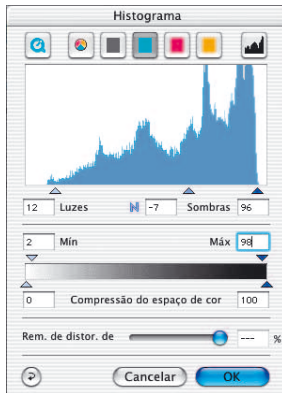 Histograma
12 Luzes N -7 Sombras 96
2 Mín Máx 98
0 Compressão do espaço de cor 100
Rem. de distor. de --- %
Cancelar OK